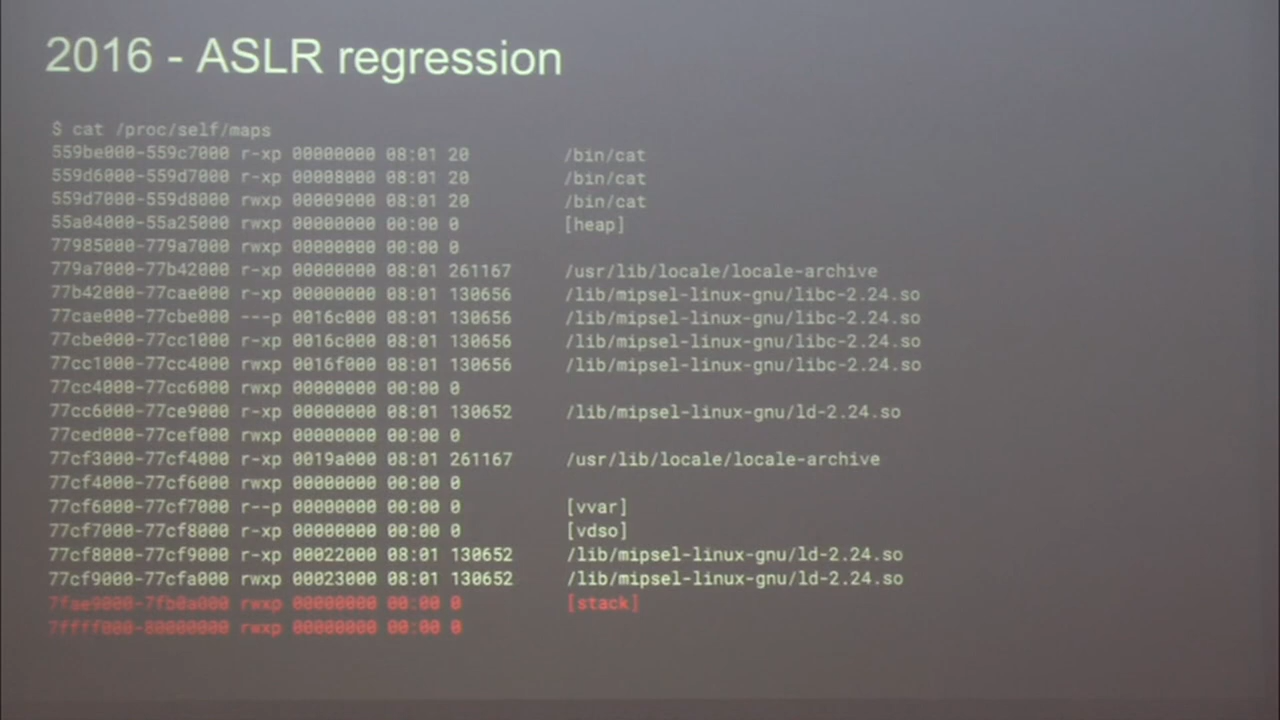 2016 - ASLR regression
$ cat /proc/self/maps
559be000-559c7000 r-xp 00000000 08:01 20 /bin/cat
559d6000-559d7000 r-xp 00008000 08:01 20 /bin/cat
559d7000-559d8000 rwxp 00009000 08:01 20 /bin/cat
55a04000-55a25000 rwxp 00000000 00:00 0 [heap]
77985000-779a7000 rwxp 00000000 00:00 0
779a7000-77b42000 r-xp 00000000 08:01 261167 /usr/lib/locale/locale-archive
77b42000-77cae000 r-xp 00000000 08:01 130656 /lib/mipsel-linux-gnu/libc-2.24.so
77cae000-77cbe000 ---p 0016c000 08:01 130656 /lib/mipsel-linux-gnu/libc-2.24.so
77cbe000-77cc1000 r-xp 0016c000 08:01 130656 /lib/mipsel-linux-gnu/libc-2.24.so
77cc1000-77cc4000 rwxp 0016f000 08:01 130656 /lib/mipsel-linux-gnu/libc-2.24.so
77cc4000-77cc6000 rwxp 00000000 00:00 0
77cc6000-77ce9000 r-xp 00000000 08:01 130652 /lib/mipsel-linux-gnu/ld-2.24.so
77ced000-77cef000 rwxp 00000000 00:00 0
77cf3000-77cf4000 r-xp 0019a000 08:01 261167 /usr/lib/locale/locale-archive
77cf4000-77cf6000 rwxp 00000000 00:00 0
77cf6000-77cf7000 r--p 00000000 00:00 0 [vvar]
77cf7000-77cf8000 r-xp 00000000 00:00 0 [vdso]
77cf8000-77cf9000 r-xp 00022000 08:01 130652 /lib/mipsel-linux-gnu/ld-2.24.so
77cf9000-77cfa000 rwxp 00023000 08:01 130652 /lib/mipsel-linux-gnu/ld-2.24.so
7fae9000-7fb0a000 rwxp 00000000 00:00 0 [stack]
7ffff000-80000000 rwxp 00000000 00:00 0